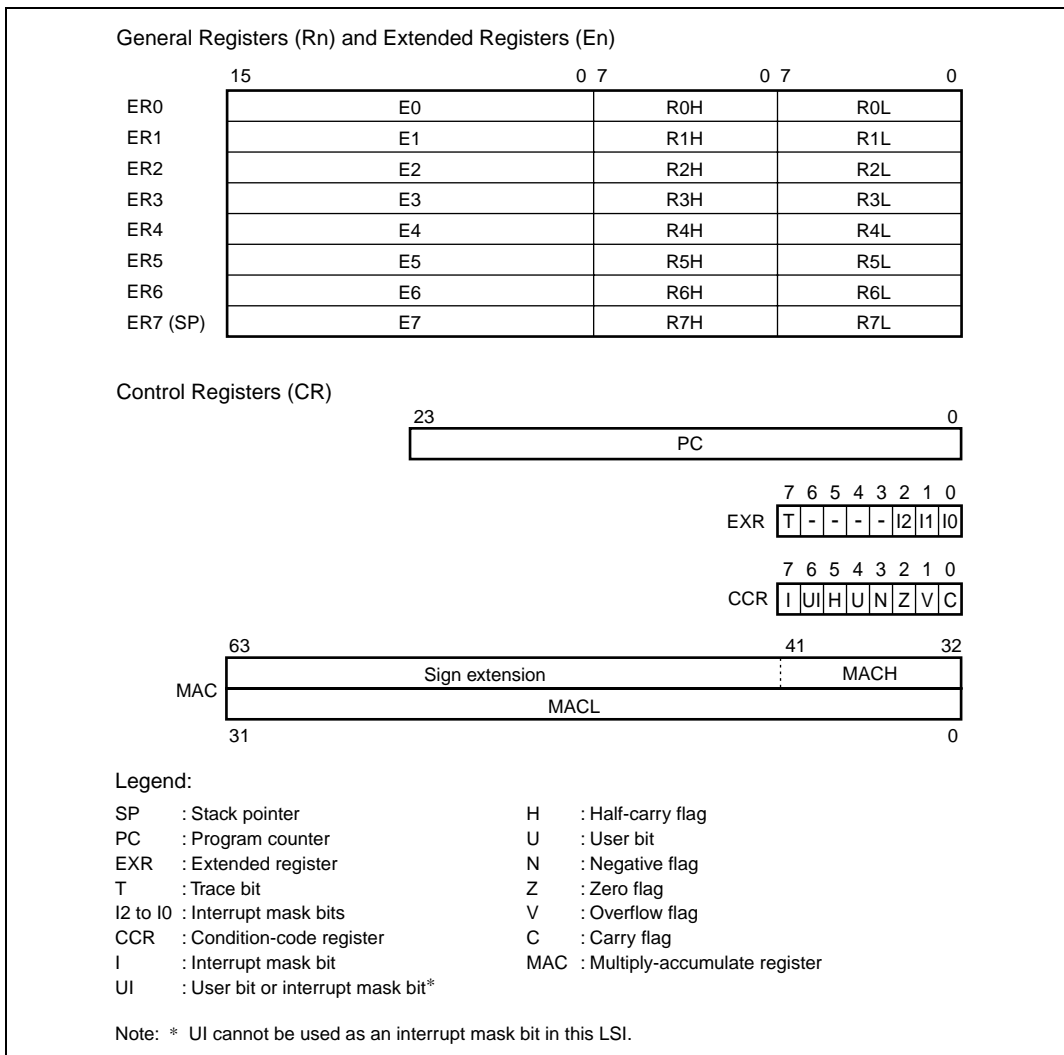 General Registers (Rn) and Extended Registers (En)
15 0 7 0 7 0
ER0 E0 R0H R0L
ER1 E1 R1H R1L
ER2 E2 R2H R2L
ER3 E3 R3H R3L
ER4 E4 R4H R4L
ER5 E5 R5H R5L
ER6 E6 R6H R6L
ER7 (SP) E7 R7H R7L
Control Registers (CR)
23 0
PC
7 6 5 4 3 2 1 0
EXR T - - - - I2 I1 I0
7 6 5 4 3 2 1 0
CCR I UI H U N Z V C
63 41 32
Sign extension MACH
MAC
MACL
31 0
Legend:
SP : Stack pointer
PC : Program counter
EXR : Extended register
T : Trace bit
I2 to I0 : Interrupt mask bits
CCR : Condition-code register
I : Interrupt mask bit
UI : User bit or interrupt mask bit*
H : Half-carry flag
U : User bit
N : Negative flag
Z : Zero flag
V : Overflow flag
C : Carry flag
MAC : Multiply-accumulate register
Note: * UI cannot be used as an interrupt mask bit in this LSI.